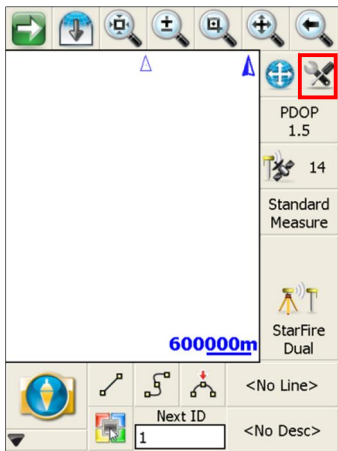 PDOP
1.5
14
Standard
Measure
600000m
StarFire
Dual
<No Line>
Next ID
1
<No Desc>